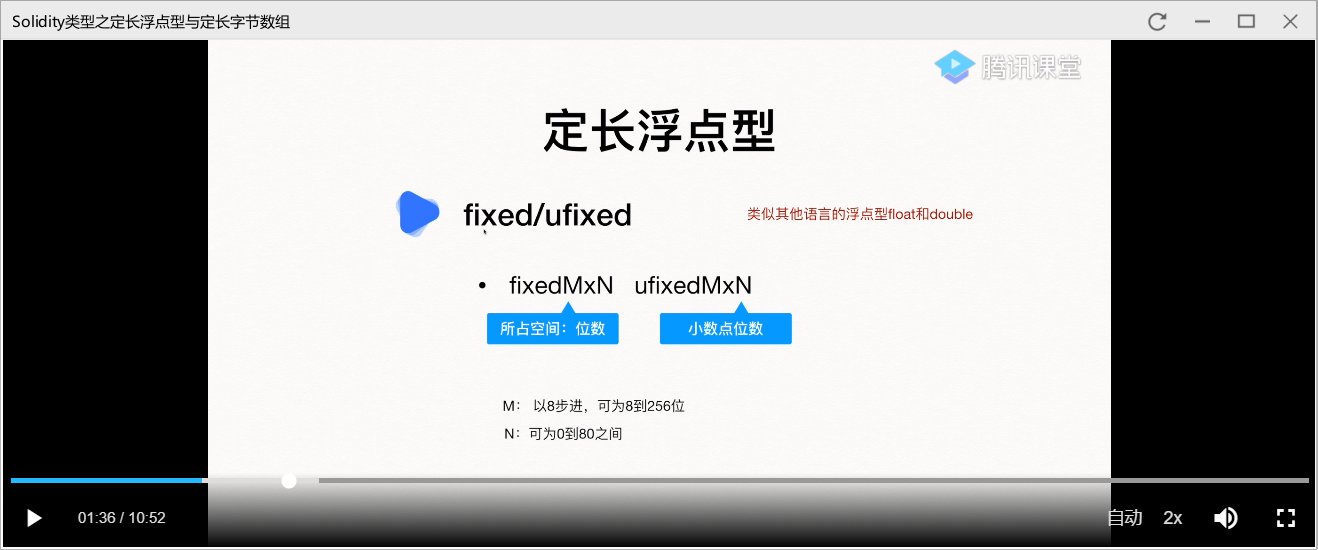 Solidity类型之定长浮点型与定长字节数组
腾讯课堂
定长浮点型
fixed/ufixed
类似其他语言的浮点型float和double
• fixedMxN ufixedMxN
所占空间：位数 小数点位数
M： 以8步进，可为8到256位
N：可为0到80之间
01:36 / 10:52
自动 2x